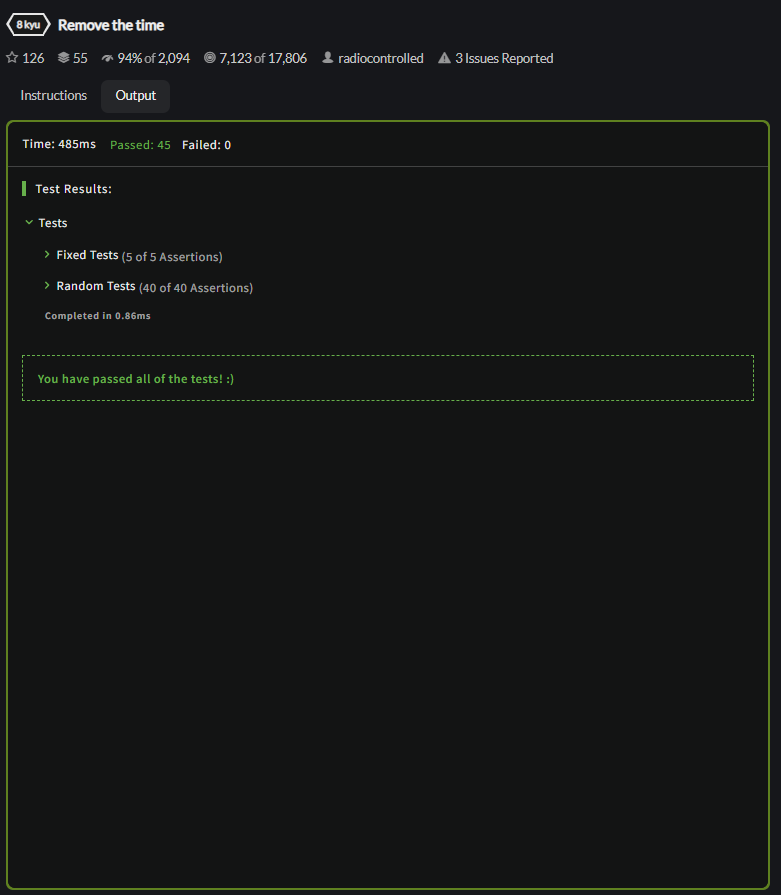 8 kyu Remove the time
126 55 94% of 2,094 7,123 of 17,806 radiocontrolled 3 Issues Reported
Instructions Output
Time: 485ms Passed: 45 Failed: 0
Test Results:
Tests
Fixed Tests (5 of 5 Assertions)
Random Tests (40 of 40 Assertions)
Completed in 0.86ms
You have passed all of the tests! :)